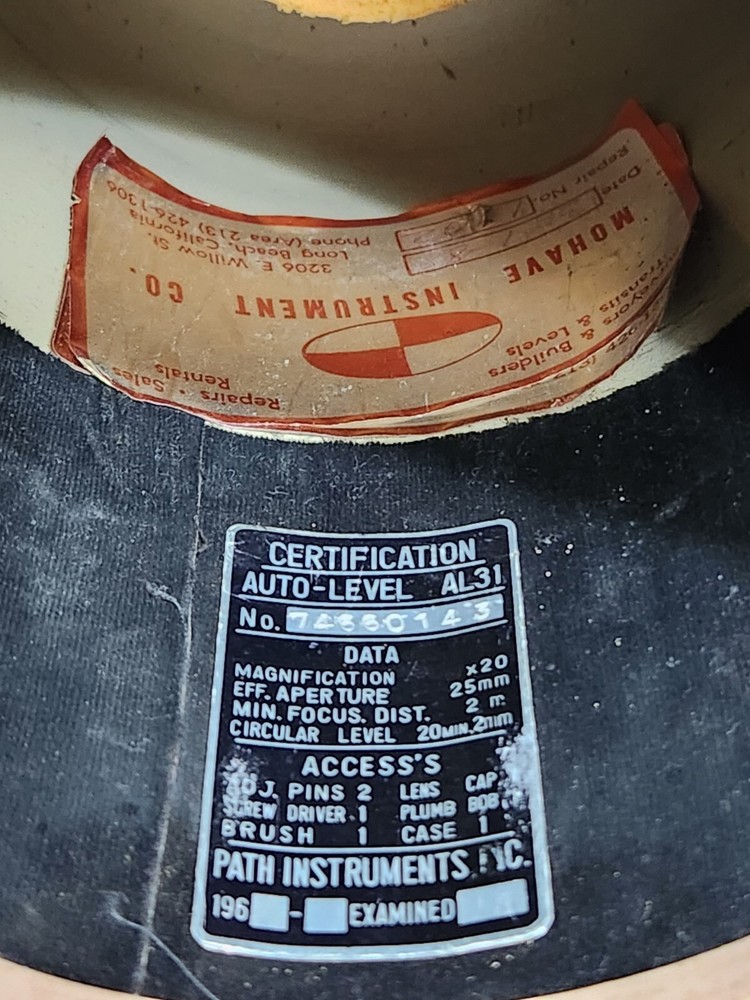 Repairs • Sales
Rentals
Builders
& Levels
Transits
MOHAVE INSTRUMENT CO.
3206 E. Willow St.
Long Beach, California
Phone (Area 213) 426-1306
Repair No.
Date
CERTIFICATION
AUTO-LEVEL AL31
No.
DATA
MAGNIFICATION x20
EFF. APERTURE 25mm
MIN. FOCUS. DIST. 2 m
CIRCULAR LEVEL 20MIN.2mm
ACCESS'S
ADJ. PINS 2 LENS CAP
SCREW DRIVER 1 PLUMB BOB 1
BRUSH 1 CASE 1
PATH INSTRUMENTS INC.
196 - EXAMINED